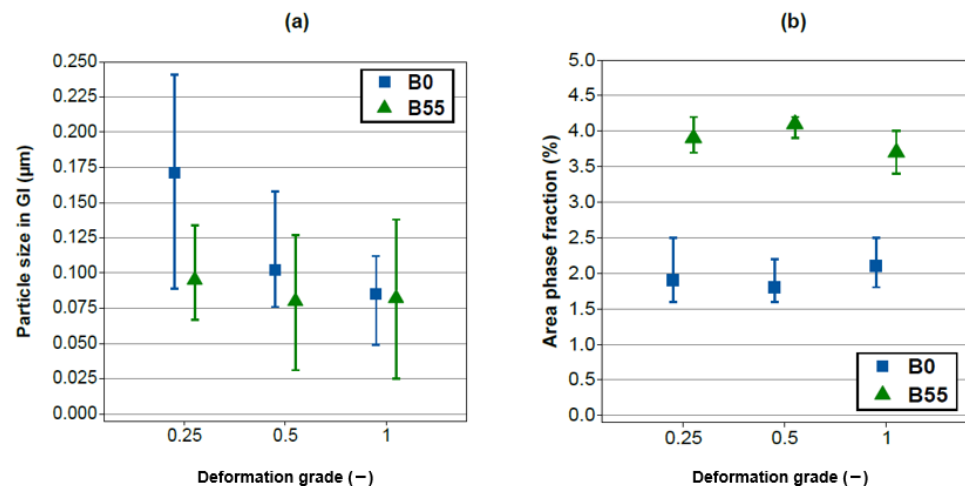 (a)
Particle size in GI (µm)
0.250
0.225
0.200
0.175
0.150
0.125
0.100
0.075
0.050
0.025
0.000
B0
B55
0.25 0.5 1
Deformation grade (−)
(b)
Area phase fraction (%)
5.0
4.5
4.0
3.5
3.0
2.5
2.0
1.5
1.0
0.5
0.0
B0
B55
0.25 0.5 1
Deformation grade (−)